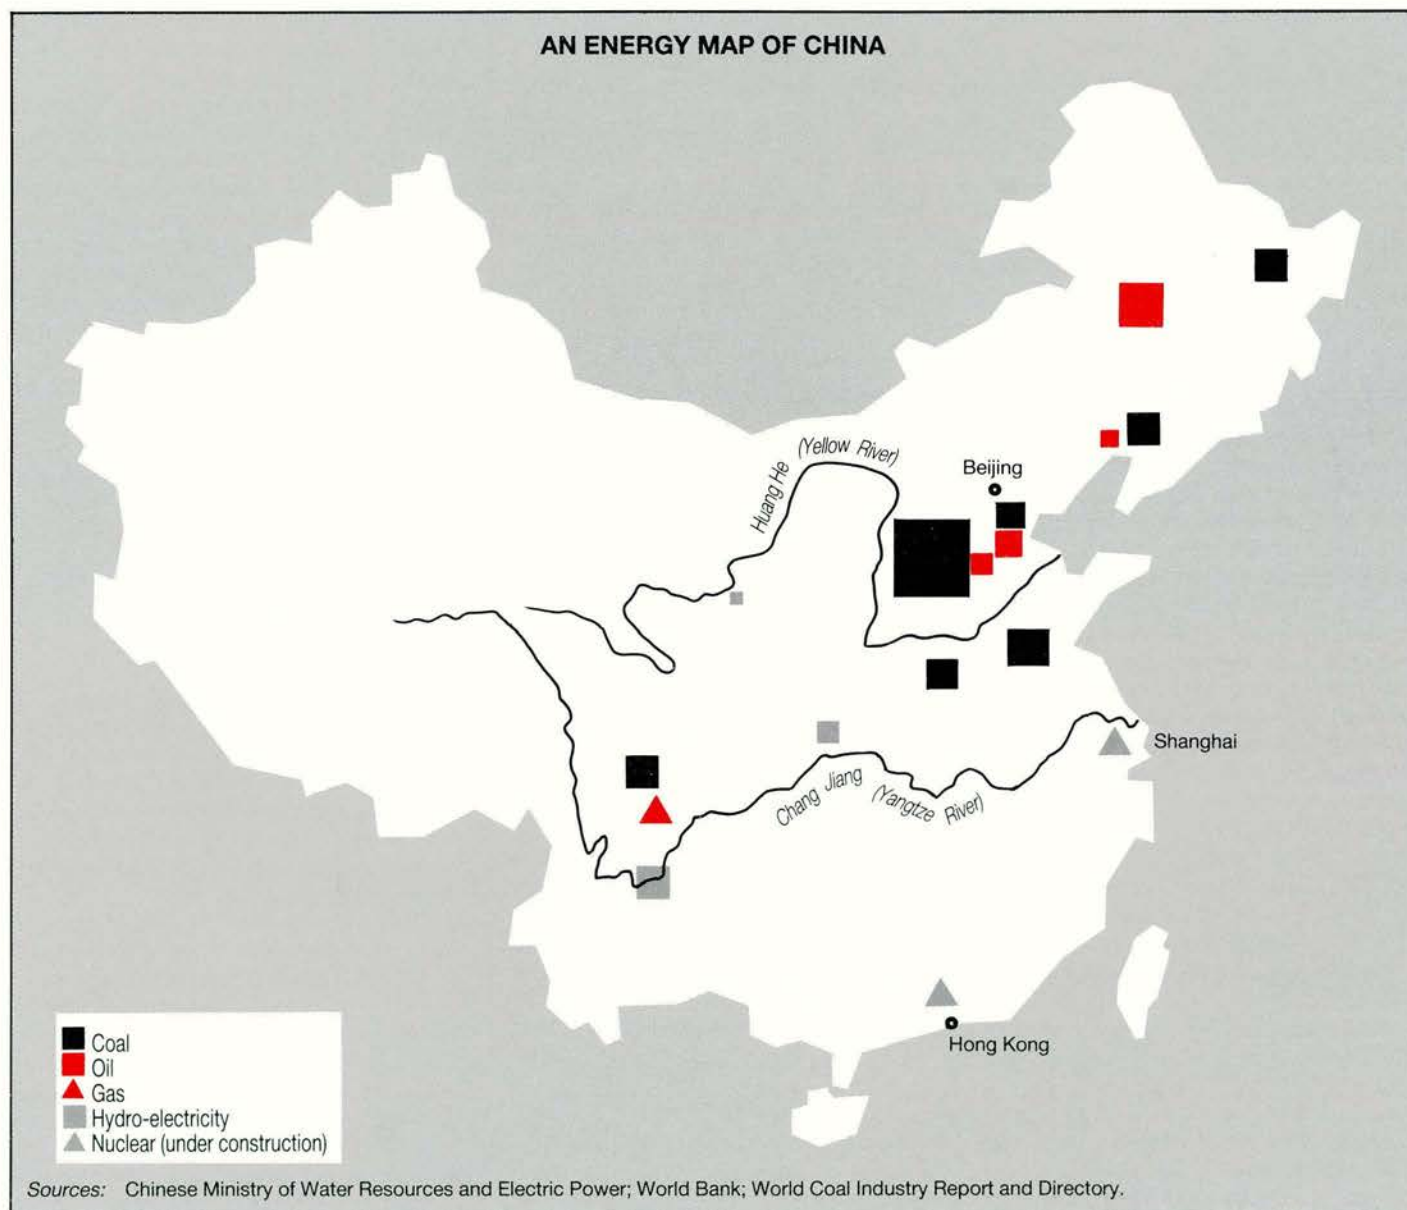 AN ENERGY MAP OF CHINA
Huang He (Yellow River)
Beijing
Shanghai
Chang Jiang (Yangtze River)
Hong Kong
Coal
Oil
Gas
Hydro-electricity
Nuclear (under construction)
Sources: Chinese Ministry of Water Resources and Electric Power; World Bank; World Coal Industry Report and Directory.